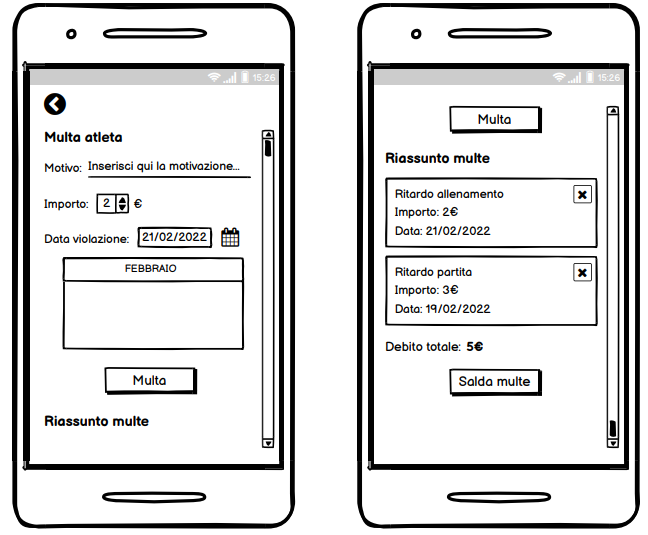 15:26
Multa atleta
Motivo: Inserisci qui la motivazione...
Importo: 2 €
Data violazione: 21/02/2022
FEBBRAIO
Multa
Riassunto multe
15:26
Multa
Riassunto multe
Ritardo allenamento
Importo: 2€
Data: 21/02/2022
Ritardo partita
Importo: 3€
Data: 19/02/2022
Debito totale: 5€
Salda multe